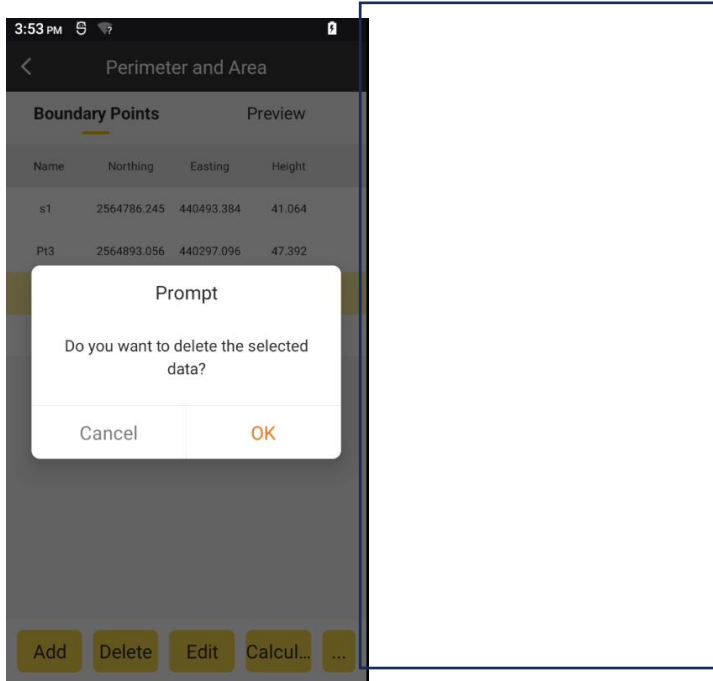 3:53 PM
Perimeter and Area
Boundary Points Preview
Name Northing Easting Height
s1 2564786.245 440493.384 41.064
Pt3 2564893.056 440297.096 47.392
Prompt
Do you want to delete the selected
data?
Cancel OK
Add Delete Edit Calcul... ...